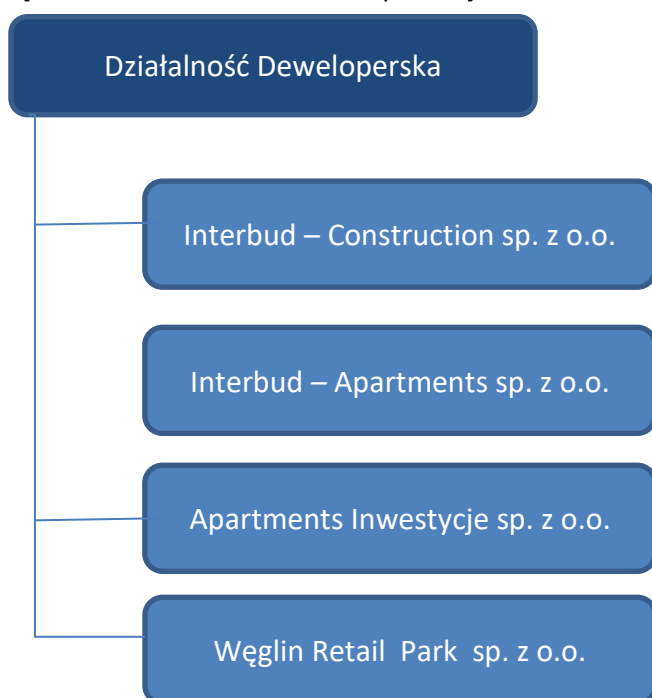 Działalność Deweloperska
Interbud – Construction sp. z o.o.
Interbud – Apartments sp. z o.o.
Apartments Inwestycje sp. z o.o.
Węglin Retail Park sp. z o.o.